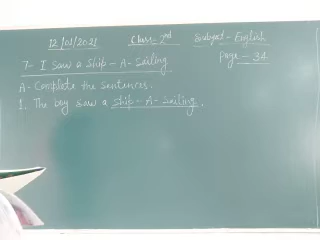 12/01/2021 Class-2nd Subject-English
7- I Saw a Ship-A-Sailing Page-34
A- Complete the sentences.
1. The boy saw a ship-A-sailing.